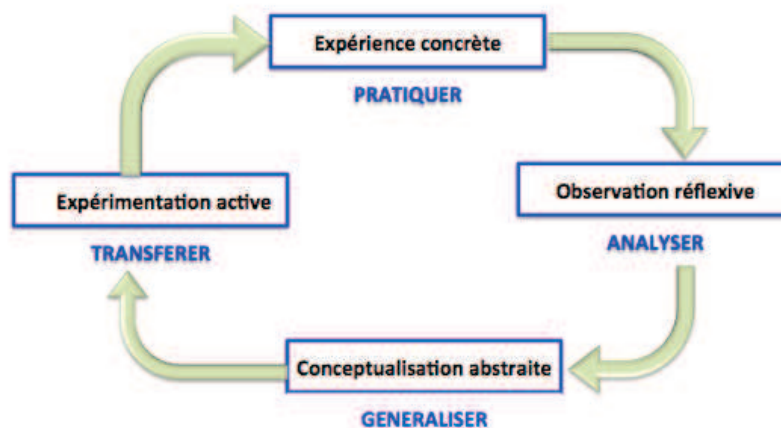 Expérience concrète
PRATIQUER
Observation réflexive
ANALYSER
Conceptualisation abstraite
GENERALISER
Expérimentation active
TRANSFERER